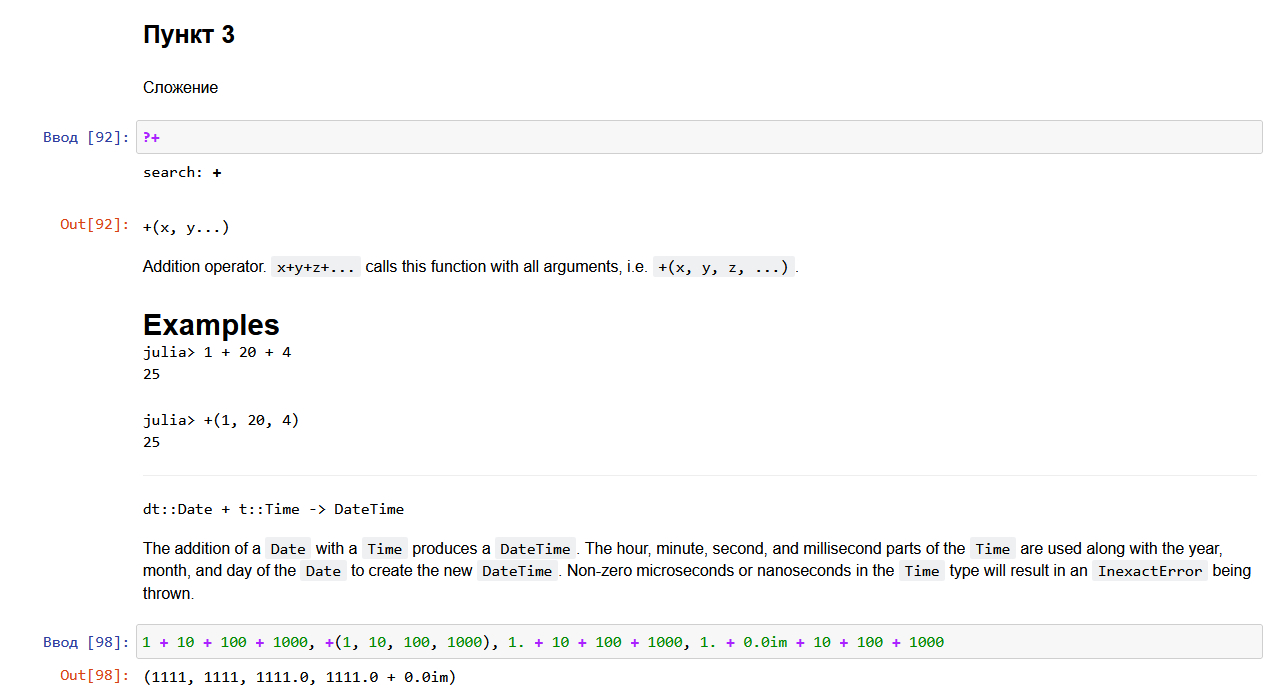 Пункт 3
Сложение
Ввод [92]: ?+
search: +
Out[92]: +(x, y...)
Addition operator. x+y+z+... calls this function with all arguments, i.e. +(x, y, z, ...) .
Examples
julia> 1 + 20 + 4
25
julia> +(1, 20, 4)
25
dt::Date + t::Time -> DateTime
The addition of a Date with a Time produces a DateTime . The hour, minute, second, and millisecond parts of the Time are used along with the year,
month, and day of the Date to create the new DateTime . Non-zero microseconds or nanoseconds in the Time type will result in an InexactError being
thrown.
Ввод [98]: 1 + 10 + 100 + 1000, +(1, 10, 100, 1000), 1. + 10 + 100 + 1000, 1. + 0.0im + 10 + 100 + 1000
Out[98]: (1111, 1111, 1111.0, 1111.0 + 0.0im)